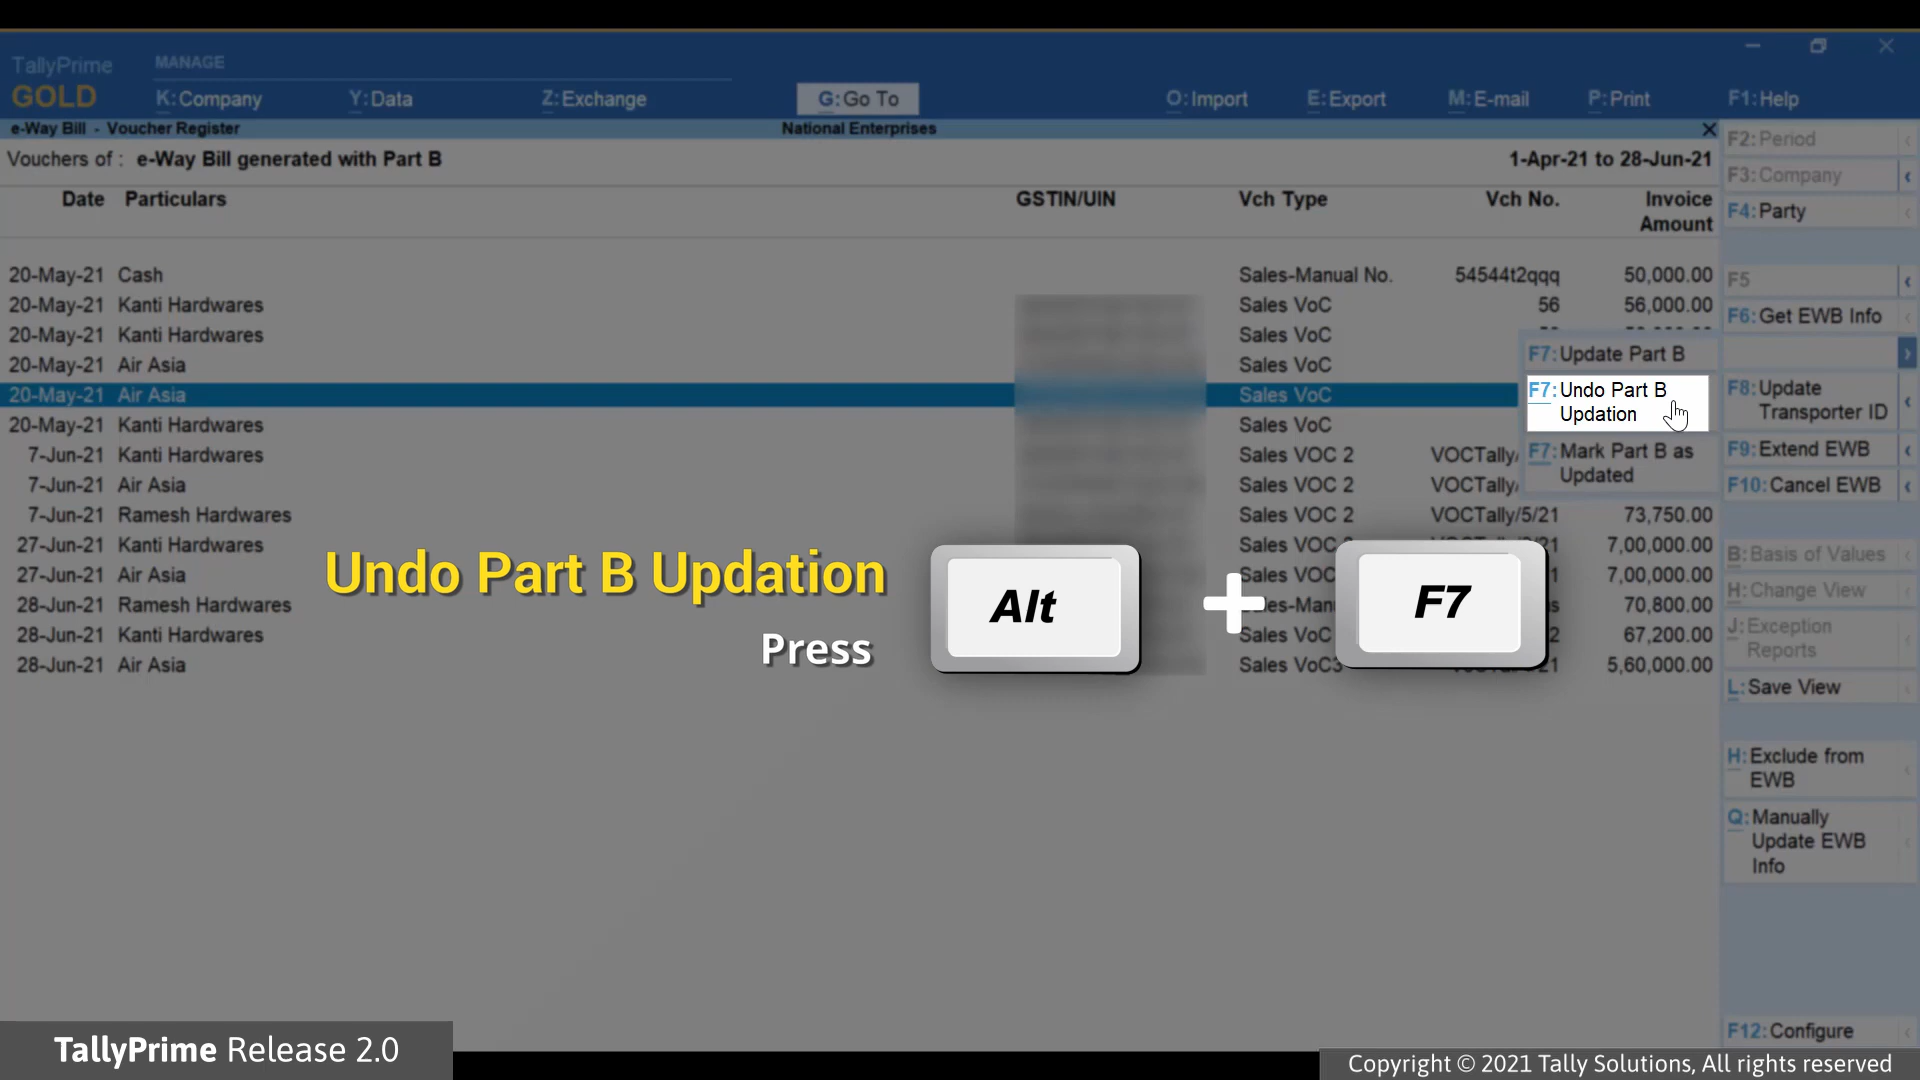 TallyPrime
GOLD
MANAGE
K:Company
Y:Data
Z:Exchange
G:Go To
O:Import
E:Export
M:E-mail
P:Print
F1:Help
e-Way Bill - Voucher Register
National Enterprises
Vouchers of : e-Way Bill generated with Part B
1-Apr-21 to 28-Jun-21
Date Particulars GSTIN/UIN Vch Type Vch No. Invoice
Amount
20-May-21 Cash Sales-Manual No. 54544t2qqq 50,000.00
20-May-21 Kanti Hardwares Sales VoC 56 56,000.00
20-May-21 Kanti Hardwares Sales VoC
20-May-21 Air Asia Sales VoC
20-May-21 Air Asia Sales VoC
20-May-21 Kanti Hardwares Sales VoC
7-Jun-21 Kanti Hardwares Sales VOC 2 VOCTally/
7-Jun-21 Air Asia Sales VOC 2 VOCTally/
7-Jun-21 Ramesh Hardwares Sales VOC 2 VOCTally/5/21 73,750.00
27-Jun-21 Kanti Hardwares Sales VOC 7,00,000.00
27-Jun-21 Air Asia Sales VOC 7,00,000.00
28-Jun-21 Ramesh Hardwares 70,800.00
28-Jun-21 Kanti Hardwares Sales VoC 67,200.00
28-Jun-21 Air Asia Sales VoC3 5,60,000.00
F7:Update Part B
F7:Undo Part B
Updation
F7:Mark Part B as
Updated
Undo Part B Updation
Press
Alt
+
F7
F2:Period
F3:Company
F4:Party
F5
F6:Get EWB Info
F8:Update
Transporter ID
F9:Extend EWB
F10:Cancel EWB
B:Basis of Values
H:Change View
J:Exception
Reports
L:Save View
H:Exclude from
EWB
Q:Manually
Update EWB
Info
F12:Configure
TallyPrime Release 2.0
Copyright © 2021 Tally Solutions, All rights reserved